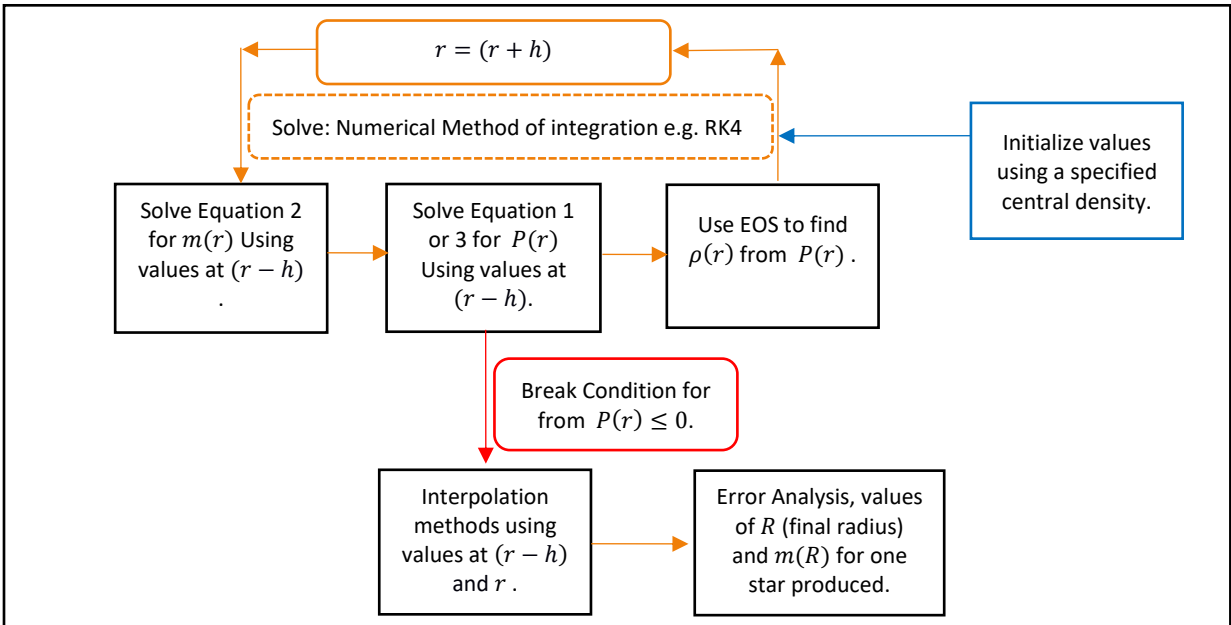 r = (r + h)
Solve: Numerical Method of integration e.g. RK4
Initialize values
using a specified
central density.
Solve Equation 2
for m(r) Using
values at (r − h)
.
Solve Equation 1
or 3 for P(r)
Using values at
(r − h).
Use EOS to find
ρ(r) from P(r) .
Break Condition for
from P(r) ≤ 0.
Interpolation
methods using
values at (r − h)
and r .
Error Analysis, values
of R (final radius)
and m(R) for one
star produced.